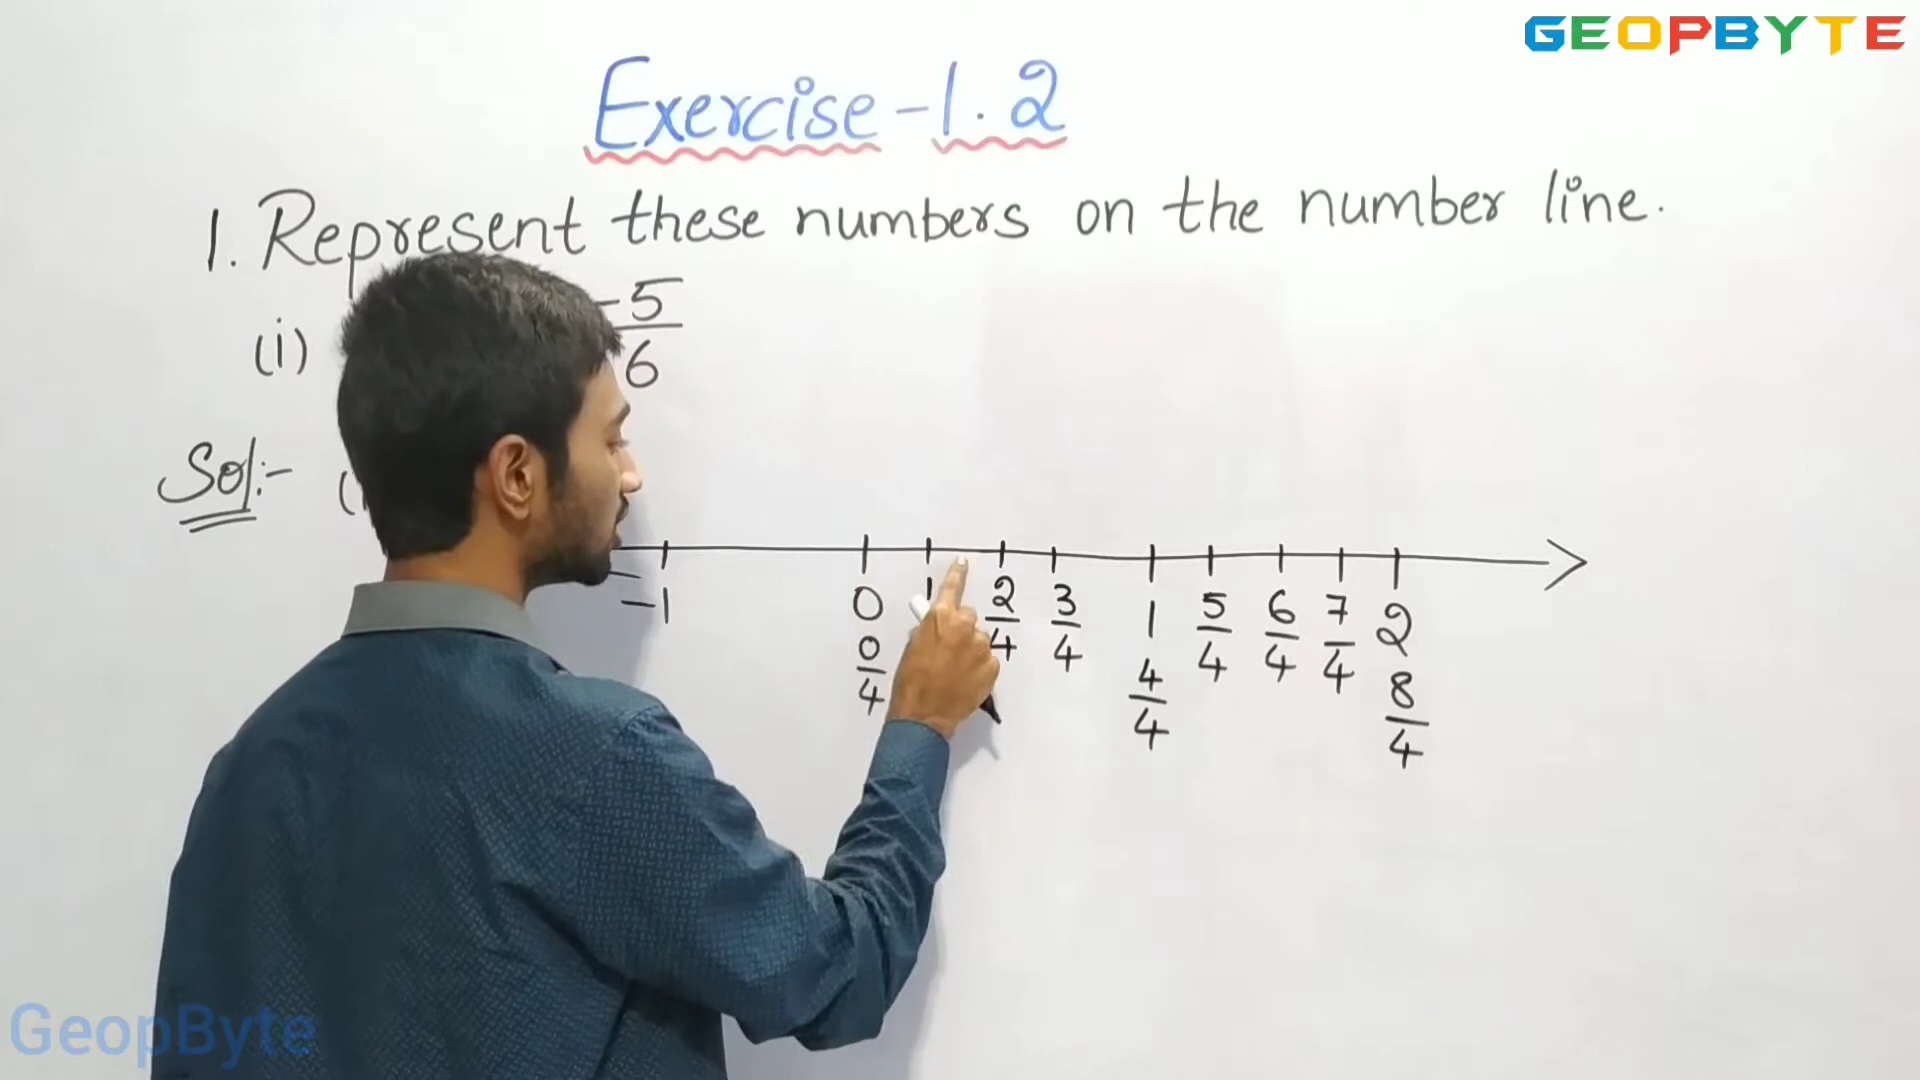 GEOPBYTE
Exercise-1.2
1. Represent these numbers on the number line.
(i) -5/6
Sol:- (
-1 0 1 2/4 3/4 1 5/4 6/4 7/4 2
0/4 4/4 8/4
GeopByte